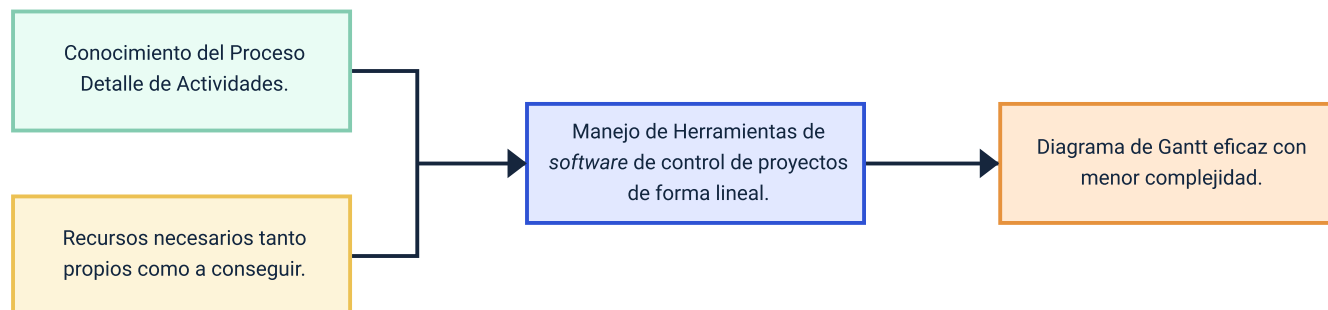 Conocimiento del Proceso
Detalle de Actividades.
Recursos necesarios tanto
propios como a conseguir.
Manejo de Herramientas de
software de control de proyectos
de forma lineal.
Diagrama de Gantt eficaz con
menor complejidad.